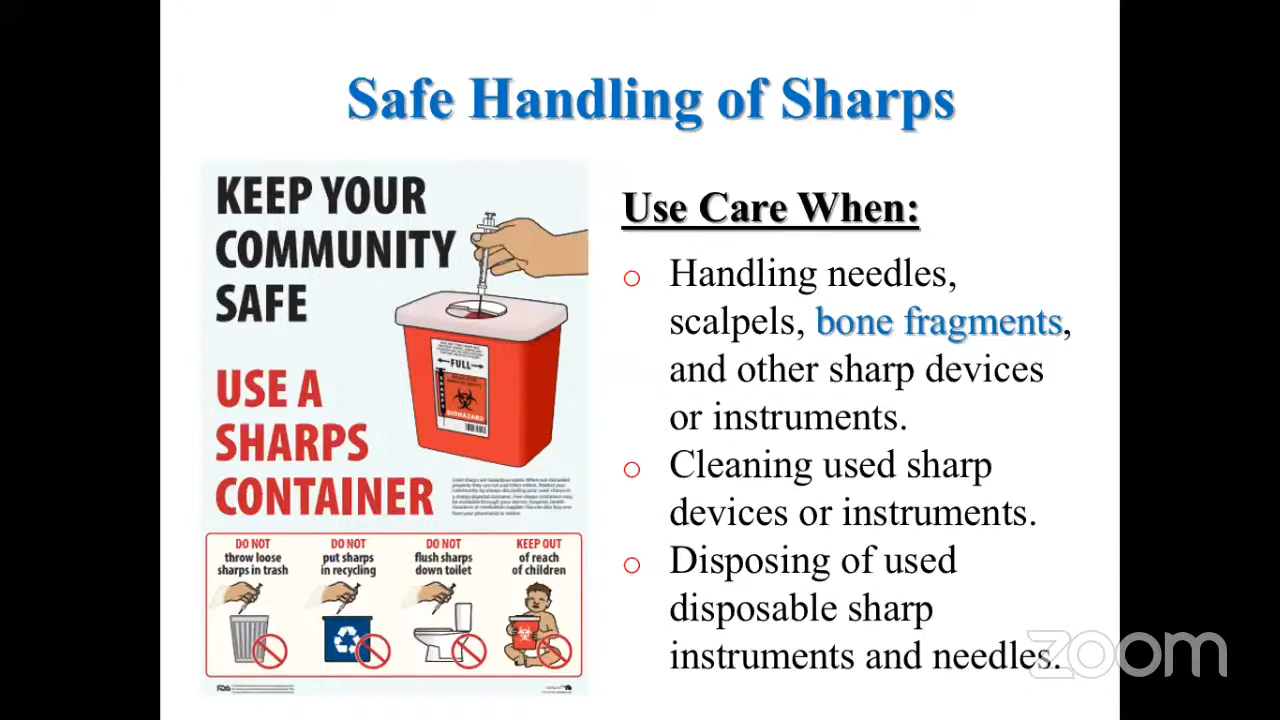 Safe Handling of Sharps
KEEP YOUR
COMMUNITY
SAFE
USE A
SHARPS
CONTAINER
FULL
BIOHAZARD
DO NOT
throw loose
sharps in trash
DO NOT
put sharps
in recycling
DO NOT
flush sharps
down toilet
KEEP OUT
of reach
of children
FDA
Use Care When:
Handling needles,
scalpels, bone fragments,
and other sharp devices
or instruments.
Cleaning used sharp
devices or instruments.
Disposing of used
disposable sharp
instruments and needles.
zoom